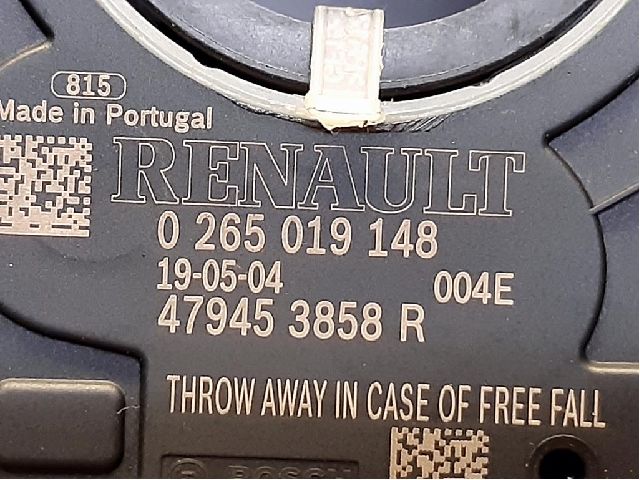 815
Made in Portugal
RENAULT
0 265 019 148
19-05-04 004E
47945 3858 R
THROW AWAY IN CASE OF FREE FALL
BOSCH